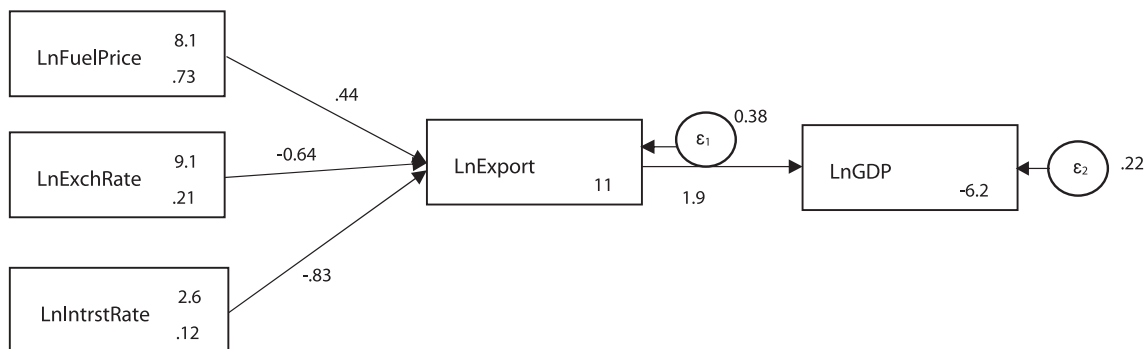 8.1
LnFuelPrice
.73
.44
9.1
LnExchRate
.21
-0.64
LnExport
11
ε1
0.38
1.9
LnGDP
-6.2
ε2
.22
2.6
LnIntrstRate
.12
-.83